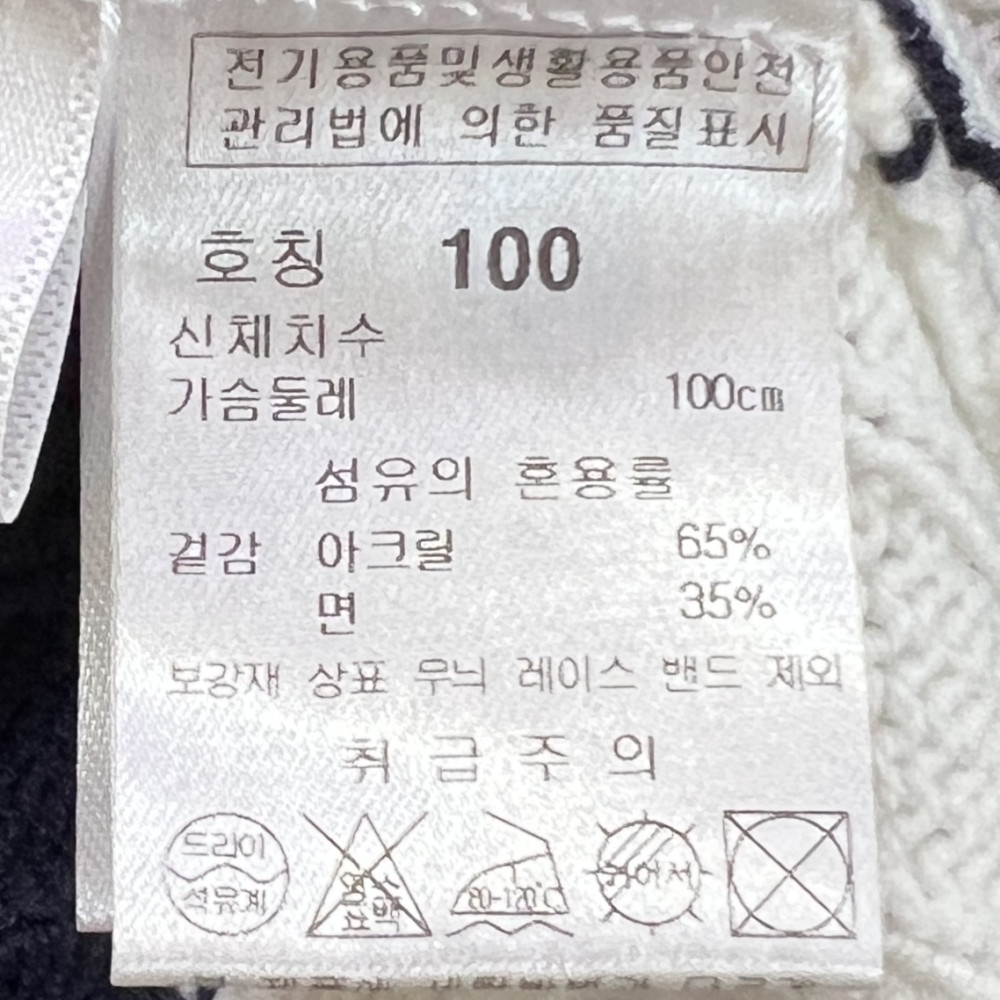 전기용품및생활용품안전
관리법에 의한 품질표시
호칭 100
신체치수
가슴둘레 100cm
섬유의 혼용률
겉감 아크릴 65%
면 35%
보강재 상표 무늬 레이스 밴드 제외
취급주의
드라이
석유계
염소
표백
80-120℃